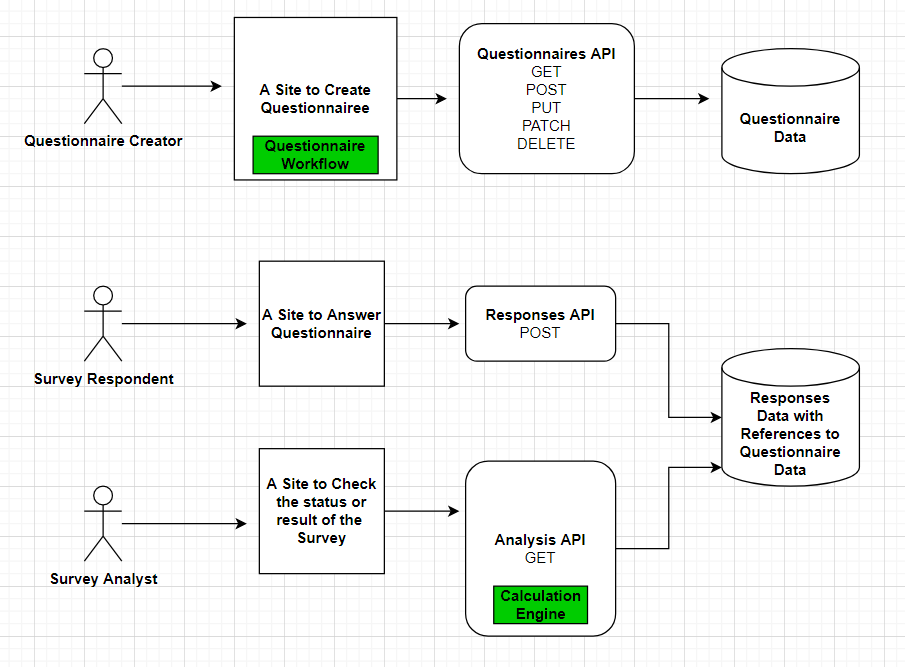 Questionnaire Creator
A Site to Create
Questionnairee
Questionnaire
Workflow
Questionnaires API
GET
POST
PUT
PATCH
DELETE
Questionnaire
Data
Survey Respondent
A Site to Answer
Questionnaire
Responses API
POST
Responses
Data with
References to
Questionnaire
Data
Survey Analyst
A Site to Check
the status or
result of the
Survey
Analysis API
GET
Calculation
Engine